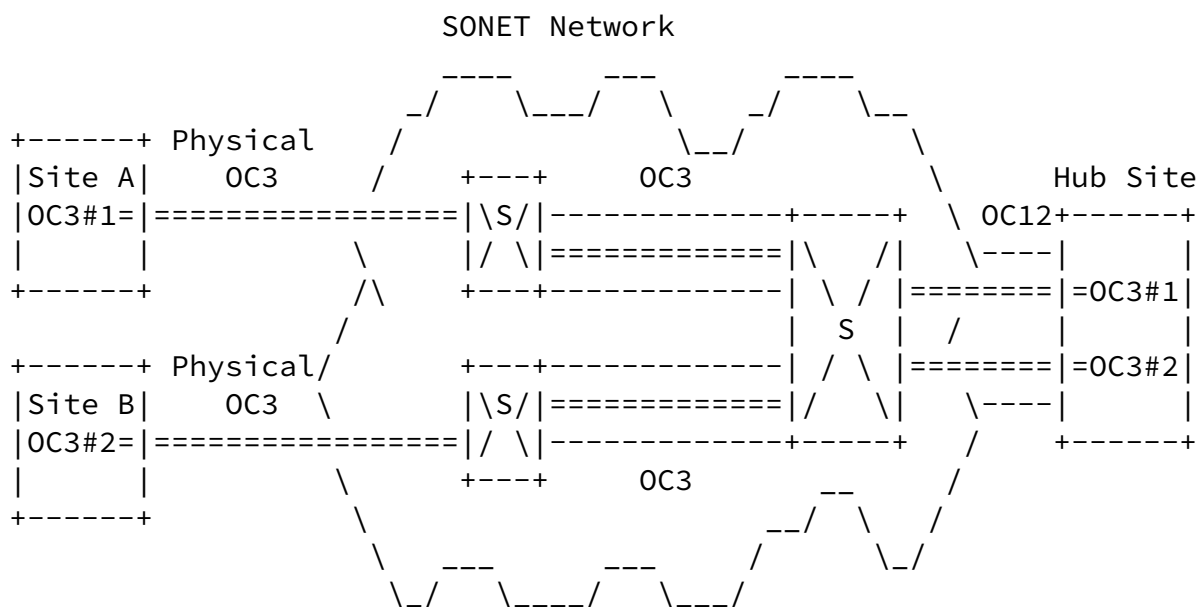 SONET Network
Physical
Site A OC3 OC3 Hub Site
OC3#1= S OC12
=OC3#1
S
Physical =OC3#2
Site B OC3 S
OC3#2=
OC3